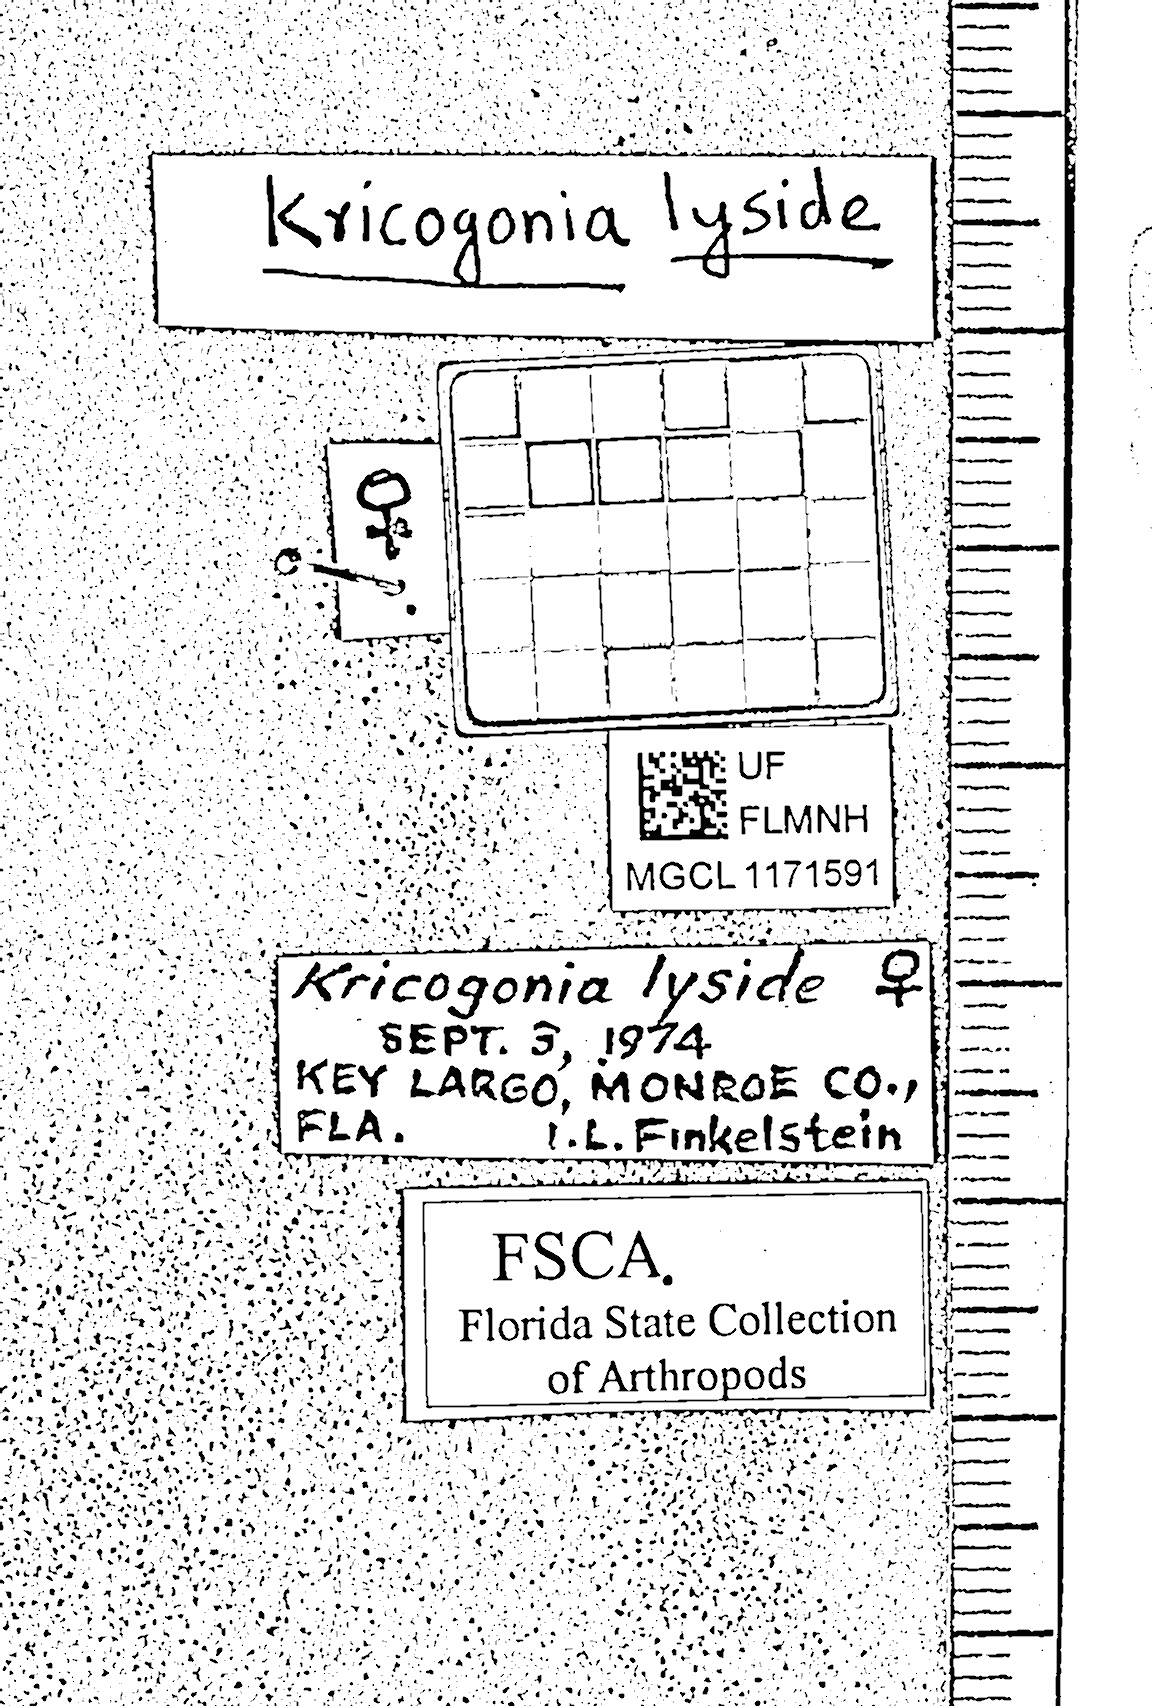 Kricogonia lyside
♀
UF
FLMNH
MGCL 1171591
Kricogonia lyside ♀
SEPT. 3, 1974
KEY LARGO, MONROE CO.,
FLA. I.L. Finkelstein
FSCA.
Florida State Collection
of Arthropods